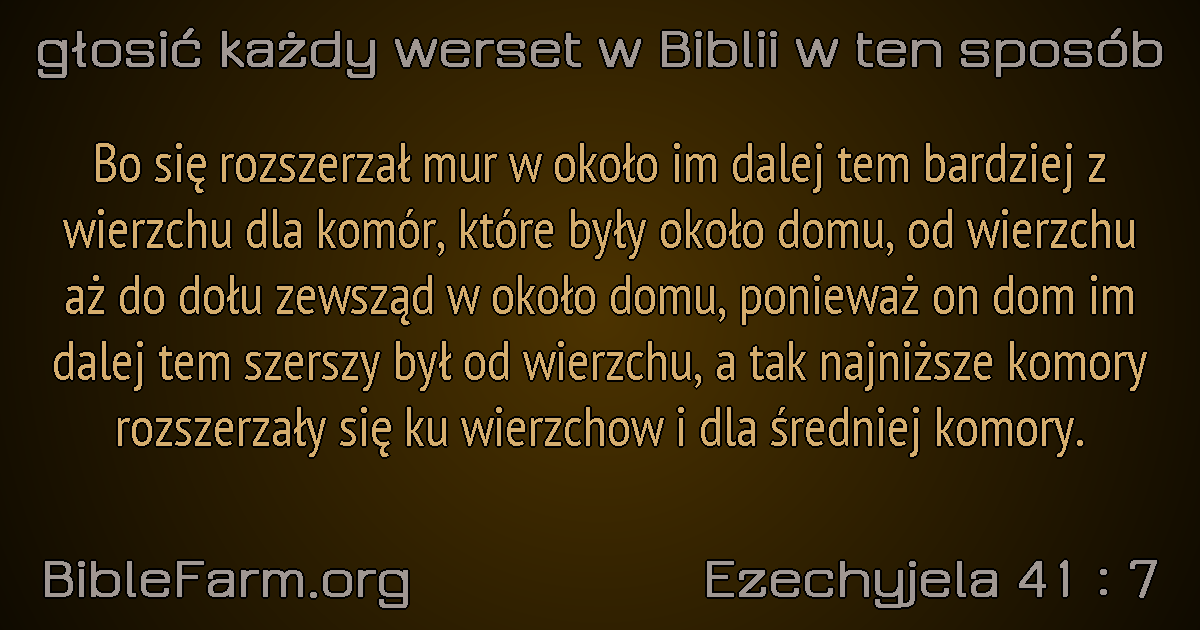 głosić każdy werset w Biblii w ten sposób
Bo się rozszerzał mur w około im dalej tem bardziej z
wierzchu dla komór, które były około domu, od wierzchu
aż do dołu zewsząd w około domu, ponieważ on dom im
dalej tem szerszy był od wierzchu, a tak najniższe komory
rozszerzały się ku wierzchow i dla średniej komory.
BibleFarm.org
Ezechyjela 41 : 7